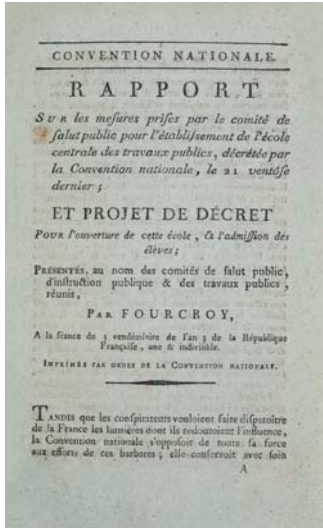 CONVENTION NATIONALE.
RAPPORT
SUR les meſures priſes par le comité de
ſalut public pour l'établiſſement de l'école
centrale des travaux publics, décrétée par
la Convention nationale, le 21 ventôſe
dernier;
ET PROJET DE DÉCRET
POUR l'ouverture de cette école, & l'admiſſion des
élèves;
PRÉSENTÉS, au nom des comités de ſalut public,
d'inſtruction publique & des travaux publics,
réunis,
PAR FOURCROY,
A la ſéance du 3 vendémiaire de l'an 3 de la République
Françaiſe, une & indiviſible.
IMPRIMÉS PAR ORDRE DE LA CONVENTION NATIONALE.
TANDIS que les conſpirateurs vouloient faire diſparoître
de la France les lumières dont ils redoutoient l'influence,
la Convention nationale s'oppoſoit de toute ſa force
aux efforts de ces barbares; elle conſervoit avec ſoin
A